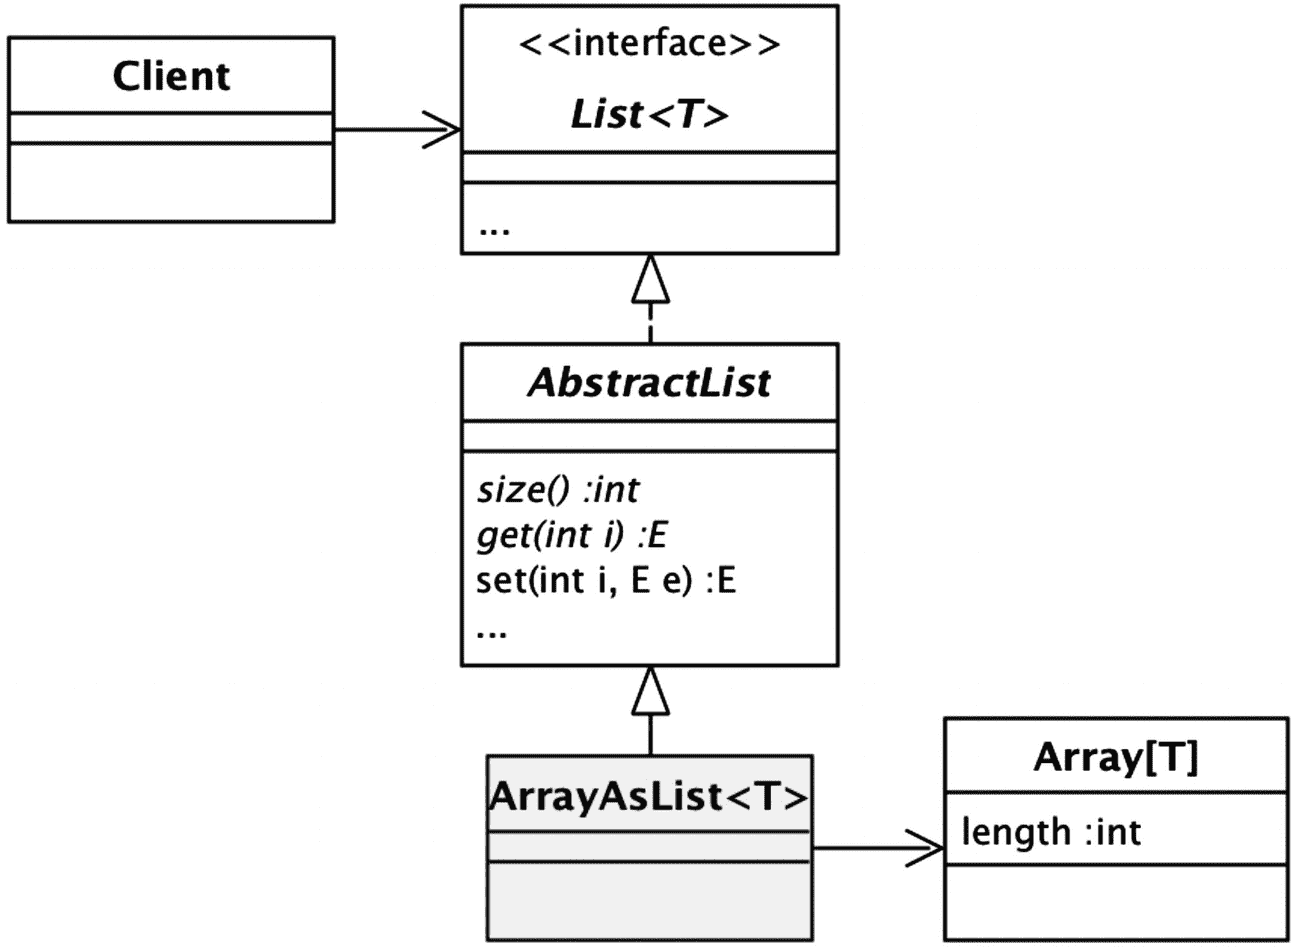 Client
<<interface>>
List<T>
...
AbstractList
size() :int
get(int i) :E
set(int i, E e) :E
...
ArrayAsList<T>
Array[T]
length :int